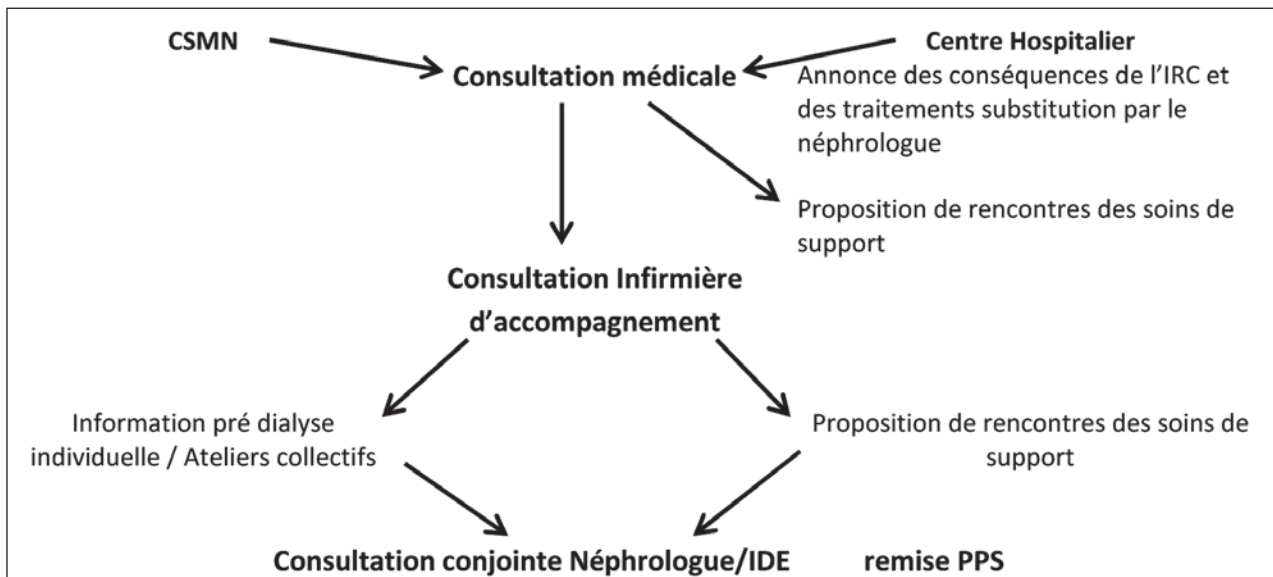 CSMN
Centre Hospitalier
Consultation médicale
Annonce des conséquences de l'IRC et
des traitements substitution par le
néphrologue
Proposition de rencontres des soins de
support
Consultation Infirmière
d'accompagnement
Information pré dialyse
individuelle / Ateliers collectifs
Proposition de rencontres des soins de
support
Consultation conjointe Néphrologue/IDE remise PPS